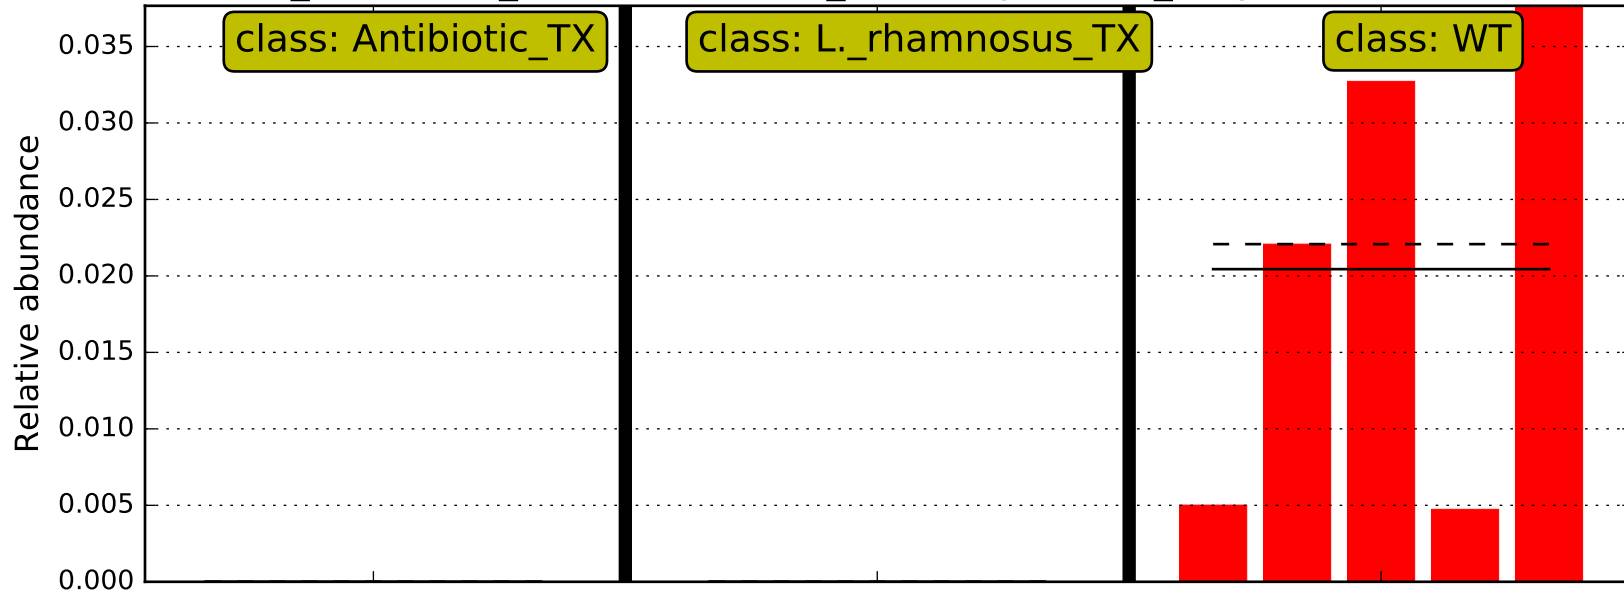 class: Antibiotic_TX
class: L._rhamnosus_TX
class: WT
0.035
0.030
0.025
0.020
0.015
0.010
0.005
0.000
Relative abundance